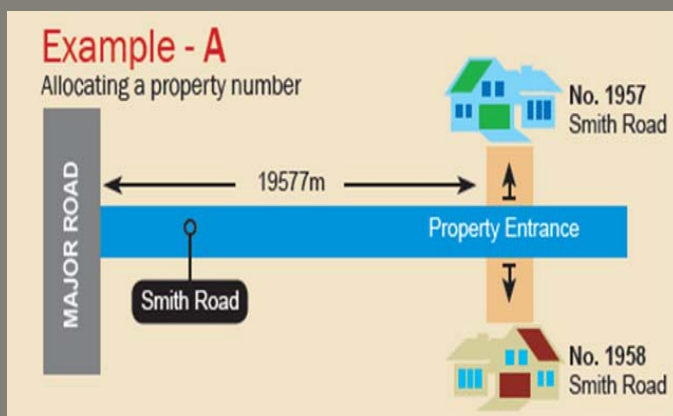 Example - A
Allocating a property number
No. 1957
Smith Road
19577m
MAJOR ROAD
Property Entrance
Smith Road
No. 1958
Smith Road